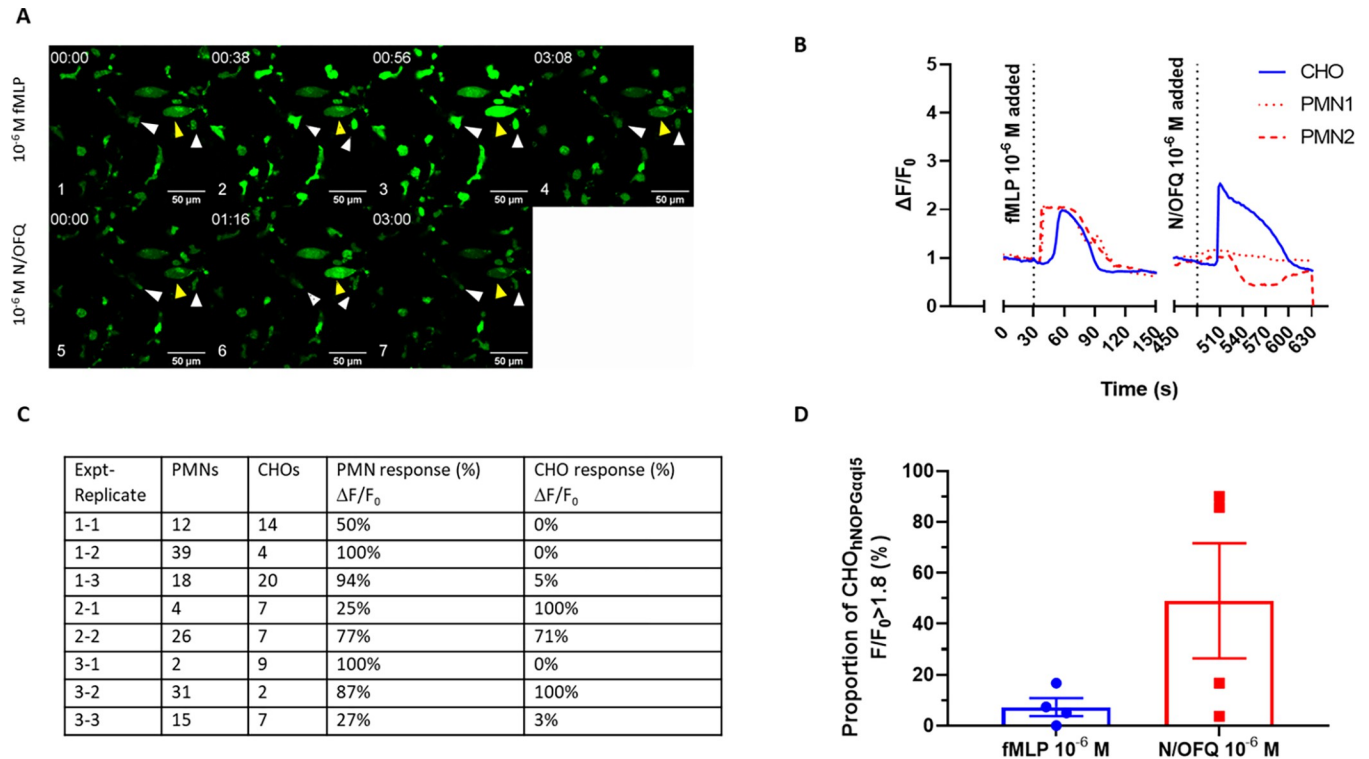 A
10⁻⁶ M fMLP
00:00
00:38
00:56
03:08
1
50 µm
2
50 µm
3
50 µm
4
50 µm
10⁻⁶ M N/OFQ
00:00
01:16
03:00
5
50 µm
6
50 µm
7
50 µm
B
ΔF/F₀
5
4
3
2
1
0
fMLP 10⁻⁶ M added
N/OFQ 10⁻⁶ M added
CHO
PMN1
PMN2
0
30
60
90
120
150
450
510
540
570
600
630
Time (s)
C
Expt-Replicate PMNs CHOs PMN response (%) ΔF/F₀ CHO response (%) ΔF/F₀
1-1 12 14 50% 0%
1-2 39 4 100% 0%
1-3 18 20 94% 5%
2-1 4 7 25% 100%
2-2 26 7 77% 71%
3-1 2 9 100% 0%
3-2 31 2 87% 100%
3-3 15 7 27% 3%
D
Proportion of CHOhNOPGαqi5
F/F₀>1.8 (%)
100
80
60
40
20
0
fMLP 10⁻⁶ M
N/OFQ 10⁻⁶ M